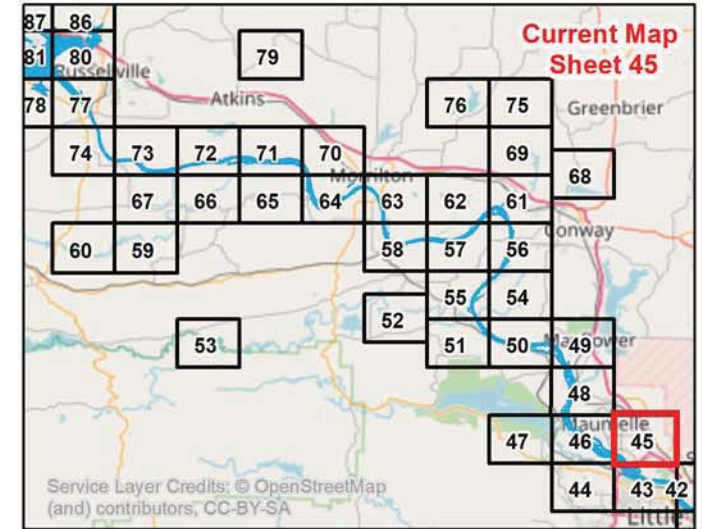 87 86
Current Map
Sheet 45
81 80 79
Russellville
78 77 Atkins 76 75 Greenbrier
74 73 72 71 70 69
68
Morrilton
67 66 65 64 63 62 61
Conway
60 59 58 57 56
55 54
52
53 51 50 49
Mayflower
48
Maumelle
47 46 45
Service Layer Credits: © OpenStreetMap
(and) contributors, CC-BY-SA
44 43 42
Little